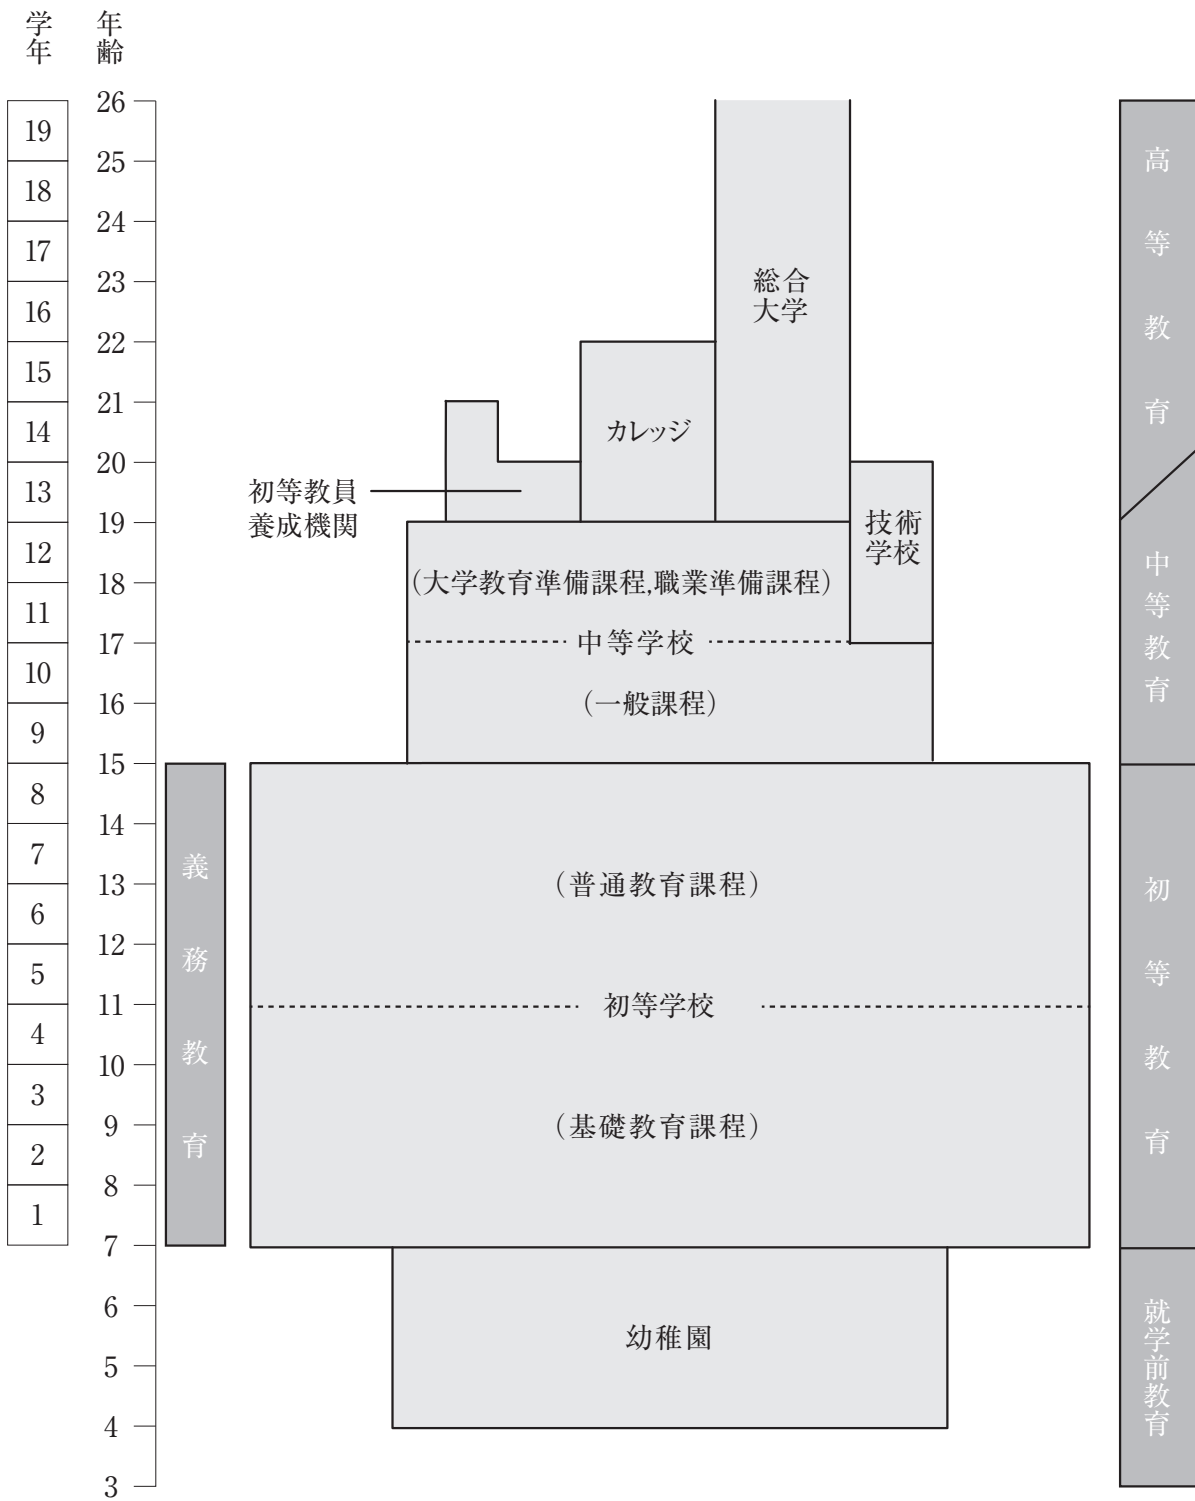 学年
年齢
26
19
25
18
24
17
23
16
22
15
21
14
20
13
19
12
18
11
17
10
16
9
15
8
14
7
13
6
12
5
11
4
10
3
9
2
8
1
7
6
5
4
3
義務教育
総合
大学
カレッジ
初等教員
養成機関
技術
学校
(大学教育準備課程,職業準備課程)
中等学校
(一般課程)
(普通教育課程)
初等学校
(基礎教育課程)
幼稚園
高等教育
中等教育
初等教育
就学前教育